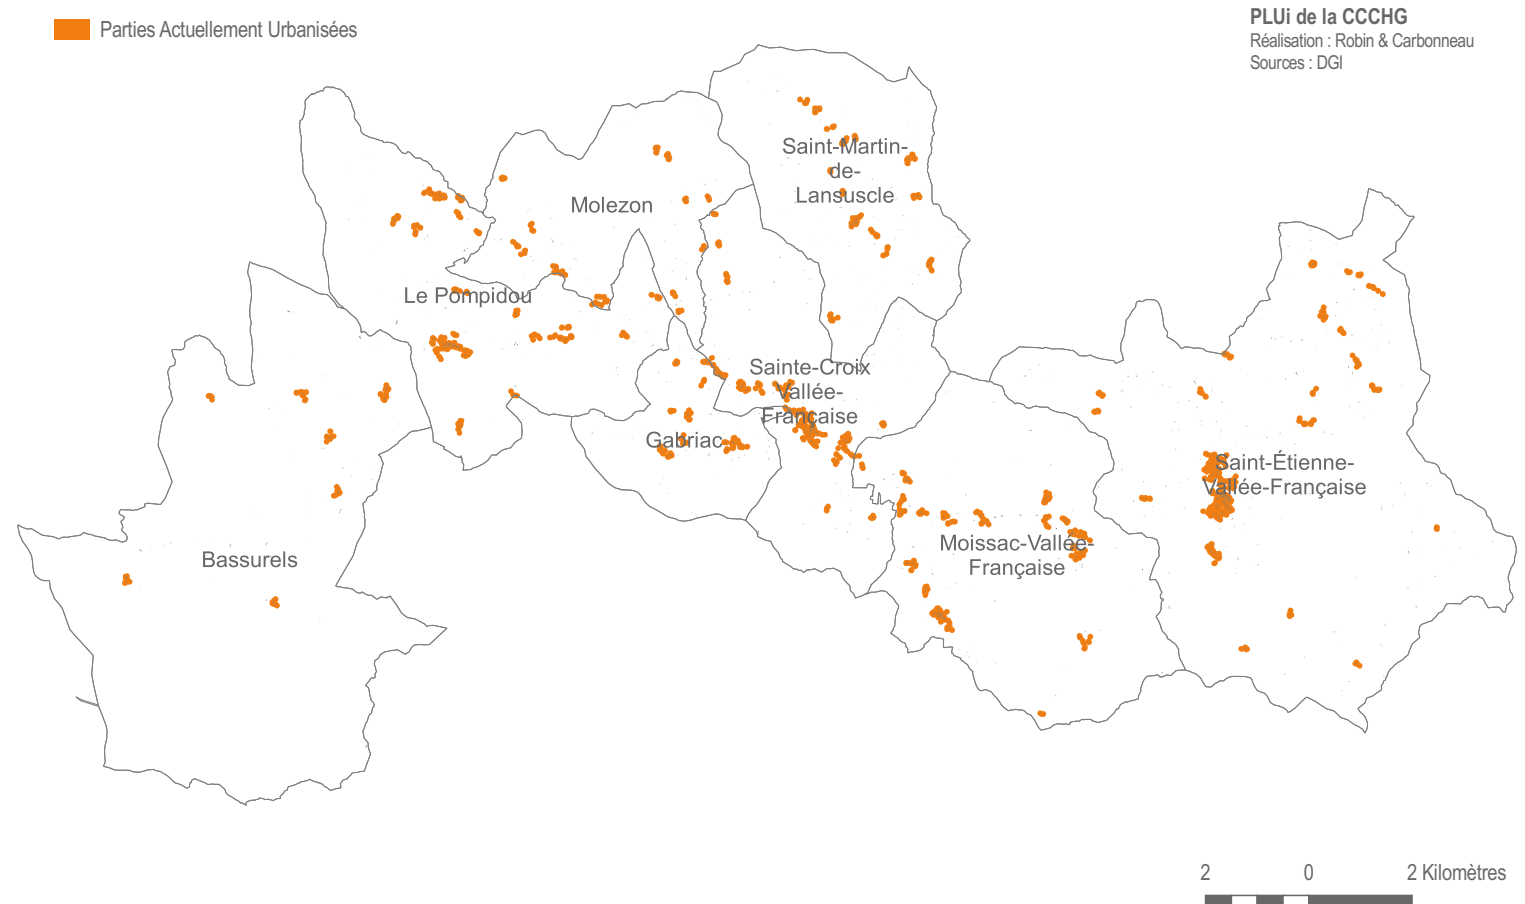 Parties Actuellement Urbanisées
PLUi de la CCCHG
Réalisation : Robin & Carbonneau
Sources : DGI
Saint-Martin-
de-
Lansuscle
Molezon
Le Pompidou
Sainte-Croix
Vallée-
Française
Gabriac
Saint-Étienne-
Vallée-Française
Bassurels
Moissac-Vallée-
Française
2 0 2 Kilomètres